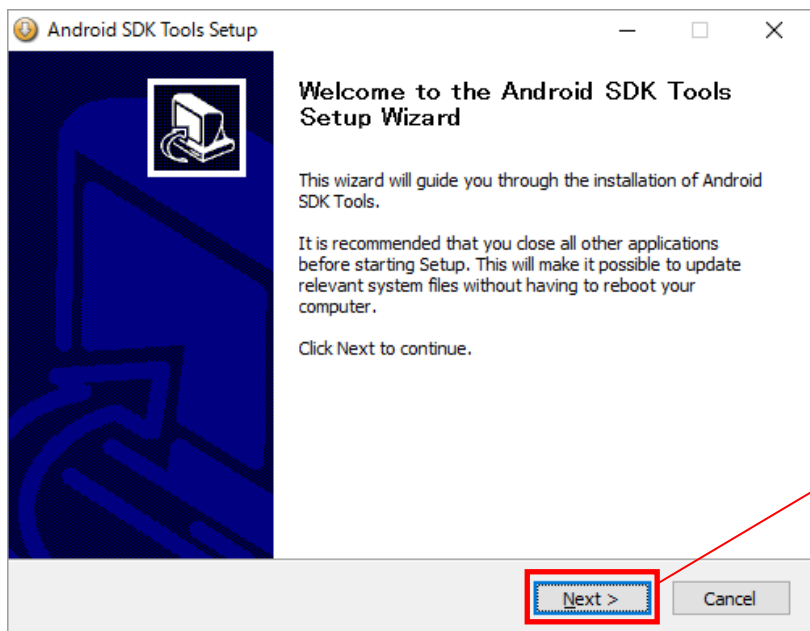 Android SDK Tools Setup
Welcome to the Android SDK Tools
Setup Wizard
This wizard will guide you through the installation of Android
SDK Tools.
It is recommended that you close all other applications
before starting Setup. This will make it possible to update
relevant system files without having to reboot your
computer.
Click Next to continue.
Next >
Cancel